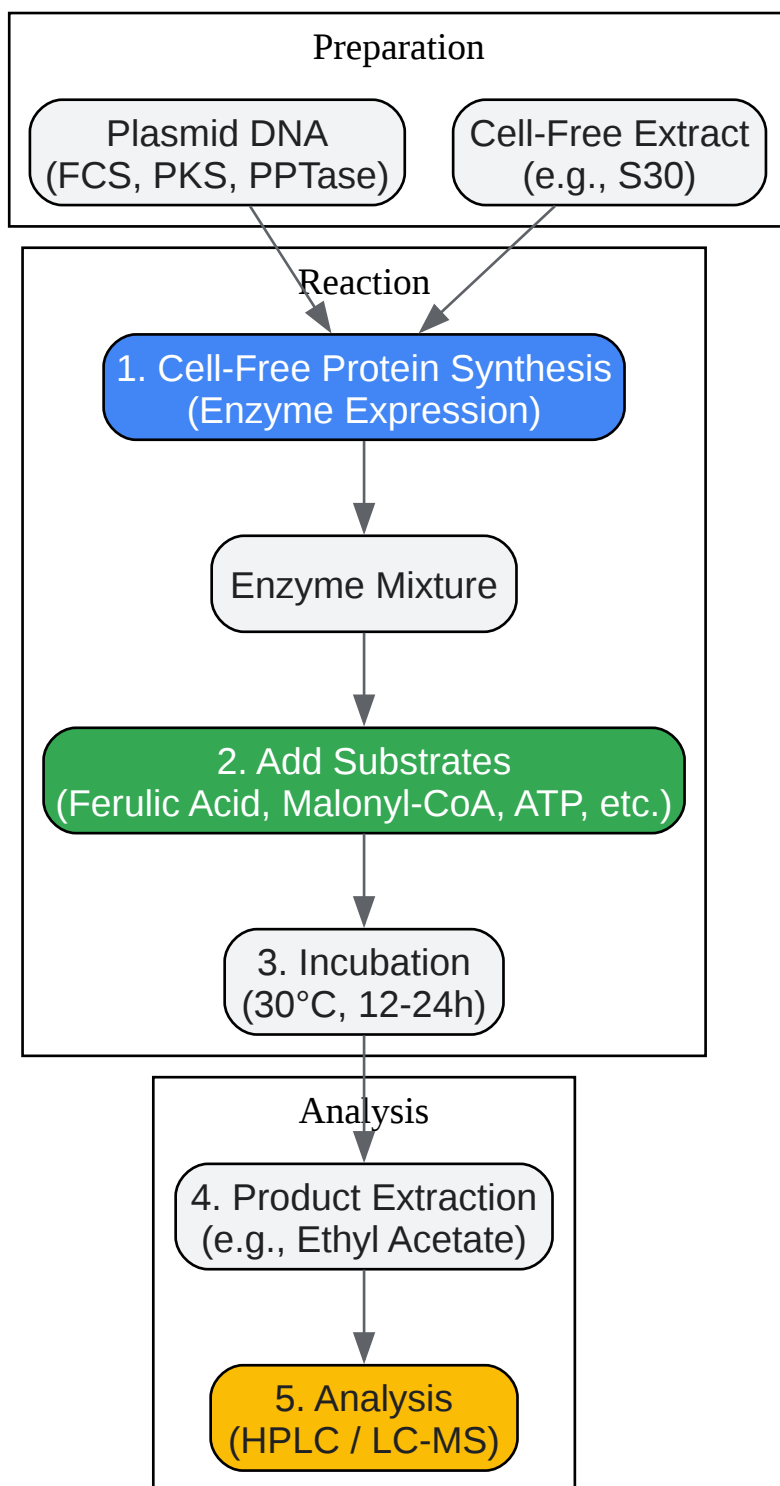 Preparation
Plasmid DNA
(FCS, PKS, PPTase)
Cell-Free Extract
(e.g., S30)
Reaction
1. Cell-Free Protein Synthesis
(Enzyme Expression)
Enzyme Mixture
2. Add Substrates
(Ferulic Acid, Malonyl-CoA, ATP, etc.)
3. Incubation
(30°C, 12-24h)
Analysis
4. Product Extraction
(e.g., Ethyl Acetate)
5. Analysis
(HPLC / LC-MS)